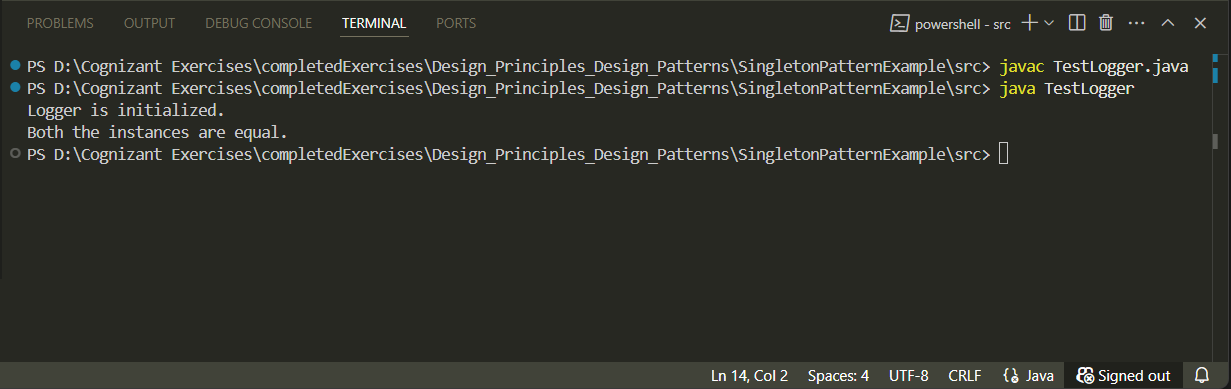 PROBLEMS OUTPUT DEBUG CONSOLE TERMINAL PORTS powershell - src
PS D:\Cognizant Exercises\completedExercises\Design_Principles_Design_Patterns\SingletonPatternExample\src> javac TestLogger.java
PS D:\Cognizant Exercises\completedExercises\Design_Principles_Design_Patterns\SingletonPatternExample\src> java TestLogger
Logger is initialized.
Both the instances are equal.
PS D:\Cognizant Exercises\completedExercises\Design_Principles_Design_Patterns\SingletonPatternExample\src>
Ln 14, Col 2 Spaces: 4 UTF-8 CRLF Java Signed out